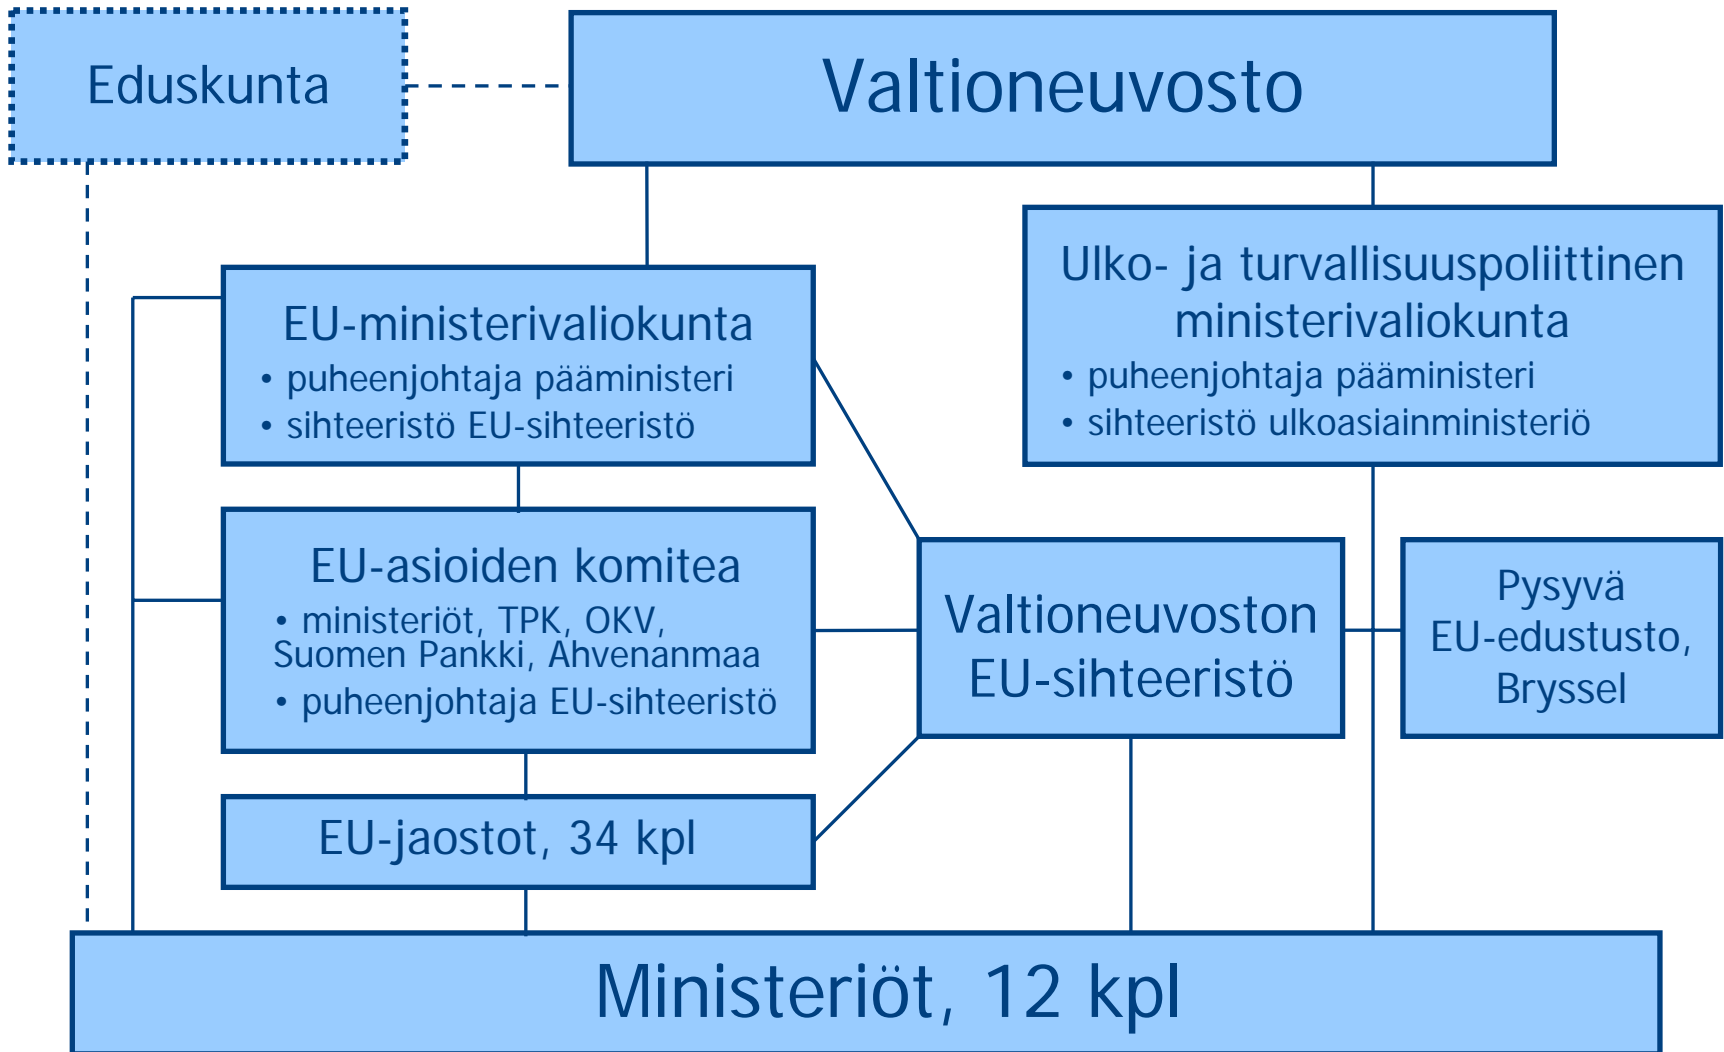 Eduskunta
Valtioneuvosto
Ulko- ja turvallisuuspoliittinen
ministerivaliokunta
• puheenjohtaja pääministeri
• sihteeristö ulkoasiainministeriö
EU-ministerivaliokunta
• puheenjohtaja pääministeri
• sihteeristö EU-sihteeristö
EU-asioiden komitea
• ministeriöt, TPK, OKV,
Suomen Pankki, Ahvenanmaa
• puheenjohtaja EU-sihteeristö
Valtioneuvoston
EU-sihteeristö
Pysyvä
EU-edustusto,
Bryssel
EU-jaostot, 34 kpl
Ministeriöt, 12 kpl